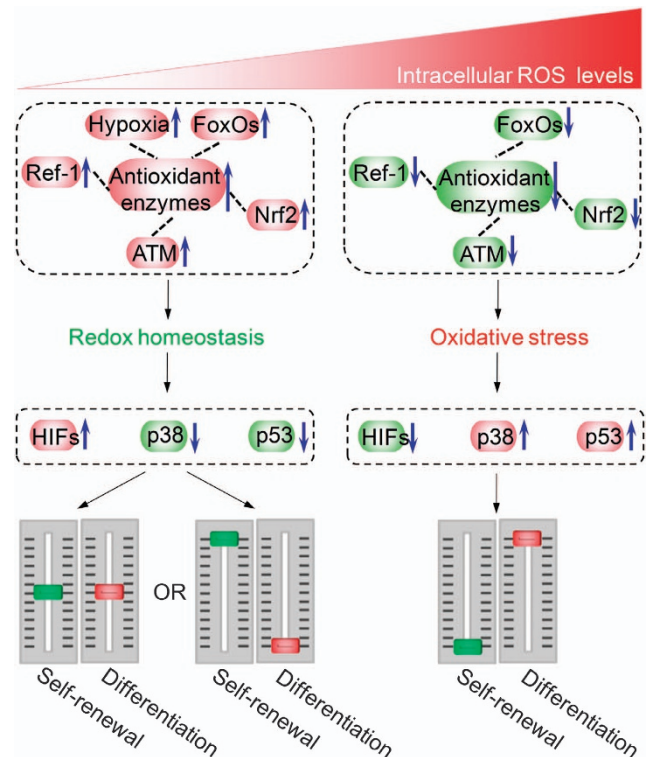 Intracellular ROS levels
Hypoxia
FoxOs
Ref-1
Antioxidant
enzymes
Nrf2
ATM
FoxOs
Ref-1
Antioxidant
enzymes
Nrf2
ATM
Redox homeostasis
Oxidative stress
HIFs
p38
p53
HIFs
p38
p53
OR
Self-renewal
Differentiation
Self-renewal
Differentiation
Self-renewal
Differentiation